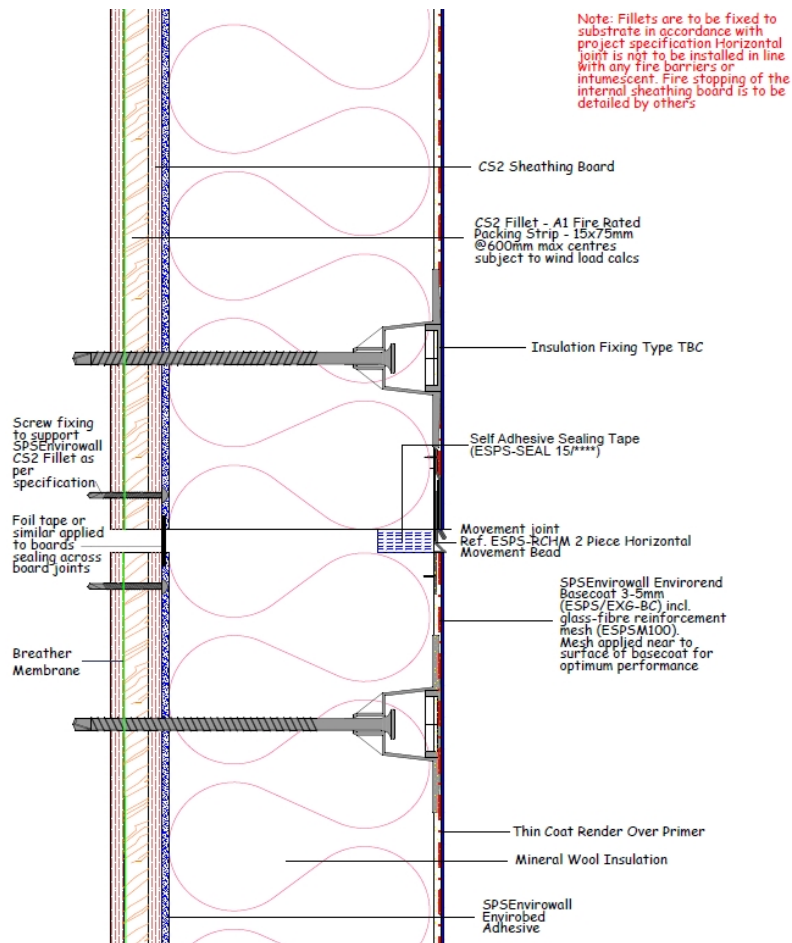 Note: Fillets are to be fixed to
substrate in accordance with
project specification Horizontal
joint is not to be installed in line
with any fire barriers or
intumescent. Fire stopping of the
internal sheathing board is to be
detailed by others
CS2 Sheathing Board
CS2 Fillet - A1 Fire Rated
Packing Strip - 15x75mm
@600mm max centres
subject to wind load calcs
Insulation Fixing Type TBC
Screw fixing
to support
SPSEnvirowall
CS2 Fillet as
per
specification
Self Adhesive Sealing Tape
(ESPS-SEAL 15/****)
Foil tape or
similar applied
to boards
sealing across
board joints
Movement joint
Ref. ESPS-RCHM 2 Piece Horizontal
Movement Bead
SPSEnvirowall Envirorend
Basecoat 3-5mm
(ESPS/EXG-BC) incl.
glass-fibre reinforcement
mesh (ESPSM100).
Mesh applied near to
surface of basecoat for
optimum performance
Breather
Membrane
Thin Coat Render Over Primer
Mineral Wool Insulation
SPSEnvirowall
Envirobed
Adhesive